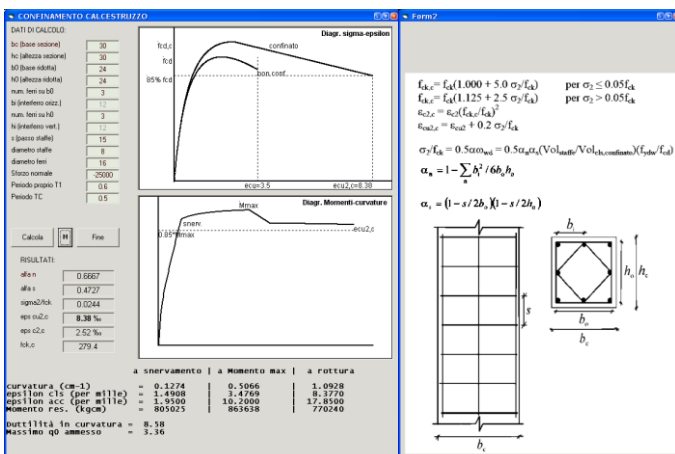 CONFINAMENTO CALCESTRUZZO
DATI DI CALCOLO:
bc (base sezione) 30
hc (altezza sezione) 30
b0 (base ridotta) 24
h0 (altezza ridotta) 24
num. ferri su b0 3
bi (interferro orizz.) 12
num. ferri su h0 3
hi (interferro vert.) 12
s (passo staffe) 15
diametro staffe 8
diametro ferri 16
Sforzo normale -25000
Periodo proprio T1 0.6
Periodo TC 0.5
Calcola
Fine
RISULTATI:
alfa n 0.6667
alfa s 0.4727
sigma2/fck 0.0244
eps cu2,c 8.38 ‰
eps c2,c 2.52 ‰
fck,c 279.4
Diagr. sigma-epsilon
fcd,c
confinato
fcd
non conf.
85% fcd
ecu=3.5
ecu2,c=8.38
Diagr. Momenti-curvature
Mmax
snerv.
0.85*Mmax
ecu2,c
a snervamento | a Momento max | a rottura
curvatura (cm-1) = 0.1274 | 0.5066 | 1.0928
epsilon cls (per mille) = 1.4908 | 3.4769 | 8.3770
epsilon acc (per mille) = 1.9500 | 10.2000 | 17.8500
Momento res. (kgcm) = 805025 | 863638 | 770240
Duttilità in curvatura = 8.58
Massimo q0 ammesso = 3.36
Form2
fck,c= fck(1.000 + 5.0 σ2/fck) per σ2 ≤ 0.05fck
fck,c= fck(1.125 + 2.5 σ2/fck) per σ2 > 0.05fck
εc2,c = εc2(fck,c/fck)²
εcu2,c = εcu2 + 0.2 σ2/fck
σ2/fck = 0.5αωwd = 0.5αnαs(Volstaffe/Volcls,confinato)(fydw/fcd)
αn = 1 − ∑n bi²/6boho
αs = (1 − s/2bo)(1 − s/2ho)
bi
ho
hc
s
bo
bc
bc